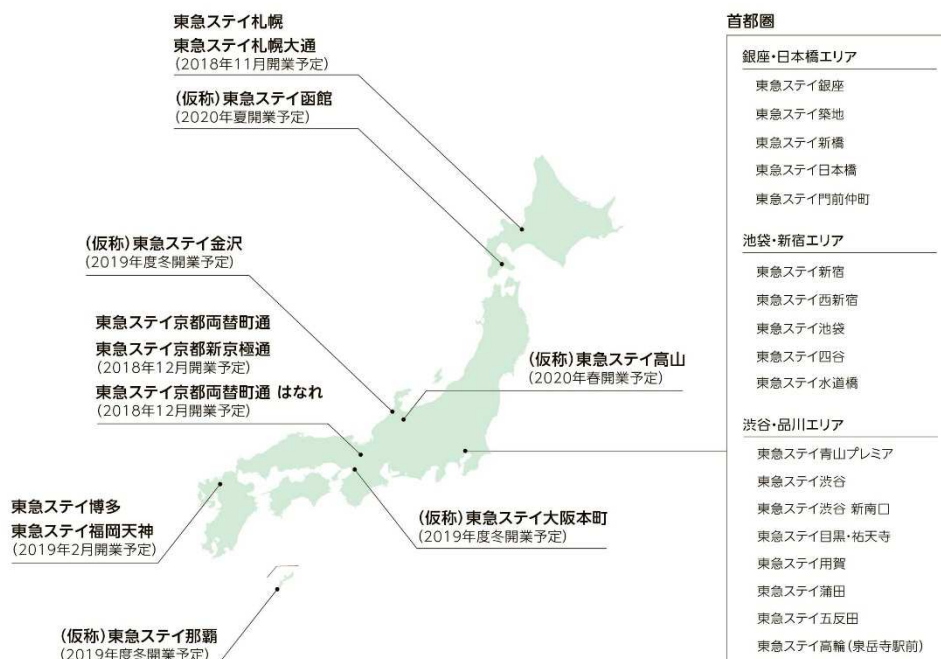 東急ステイ札幌
東急ステイ札幌大通
(2018年11月開業予定)
(仮称)東急ステイ函館
(2020年夏開業予定)
(仮称)東急ステイ金沢
(2019年度冬開業予定)
東急ステイ京都両替町通
東急ステイ京都新京極通
(2018年12月開業予定)
東急ステイ京都両替町通 はなれ
(2018年12月開業予定)
(仮称)東急ステイ高山
(2020年春開業予定)
東急ステイ博多
東急ステイ福岡天神
(2019年2月開業予定)
(仮称)東急ステイ大阪本町
(2019年度冬開業予定)
(仮称)東急ステイ那覇
(2019年度冬開業予定)
首都圏
銀座・日本橋エリア
東急ステイ銀座
東急ステイ築地
東急ステイ新橋
東急ステイ日本橋
東急ステイ門前仲町
池袋・新宿エリア
東急ステイ新宿
東急ステイ西新宿
東急ステイ池袋
東急ステイ四谷
東急ステイ水道橋
渋谷・品川エリア
東急ステイ青山プレミア
東急ステイ渋谷
東急ステイ渋谷 新南口
東急ステイ目黒・祐天寺
東急ステイ用賀
東急ステイ蒲田
東急ステイ五反田
東急ステイ高輪(泉岳寺駅前)